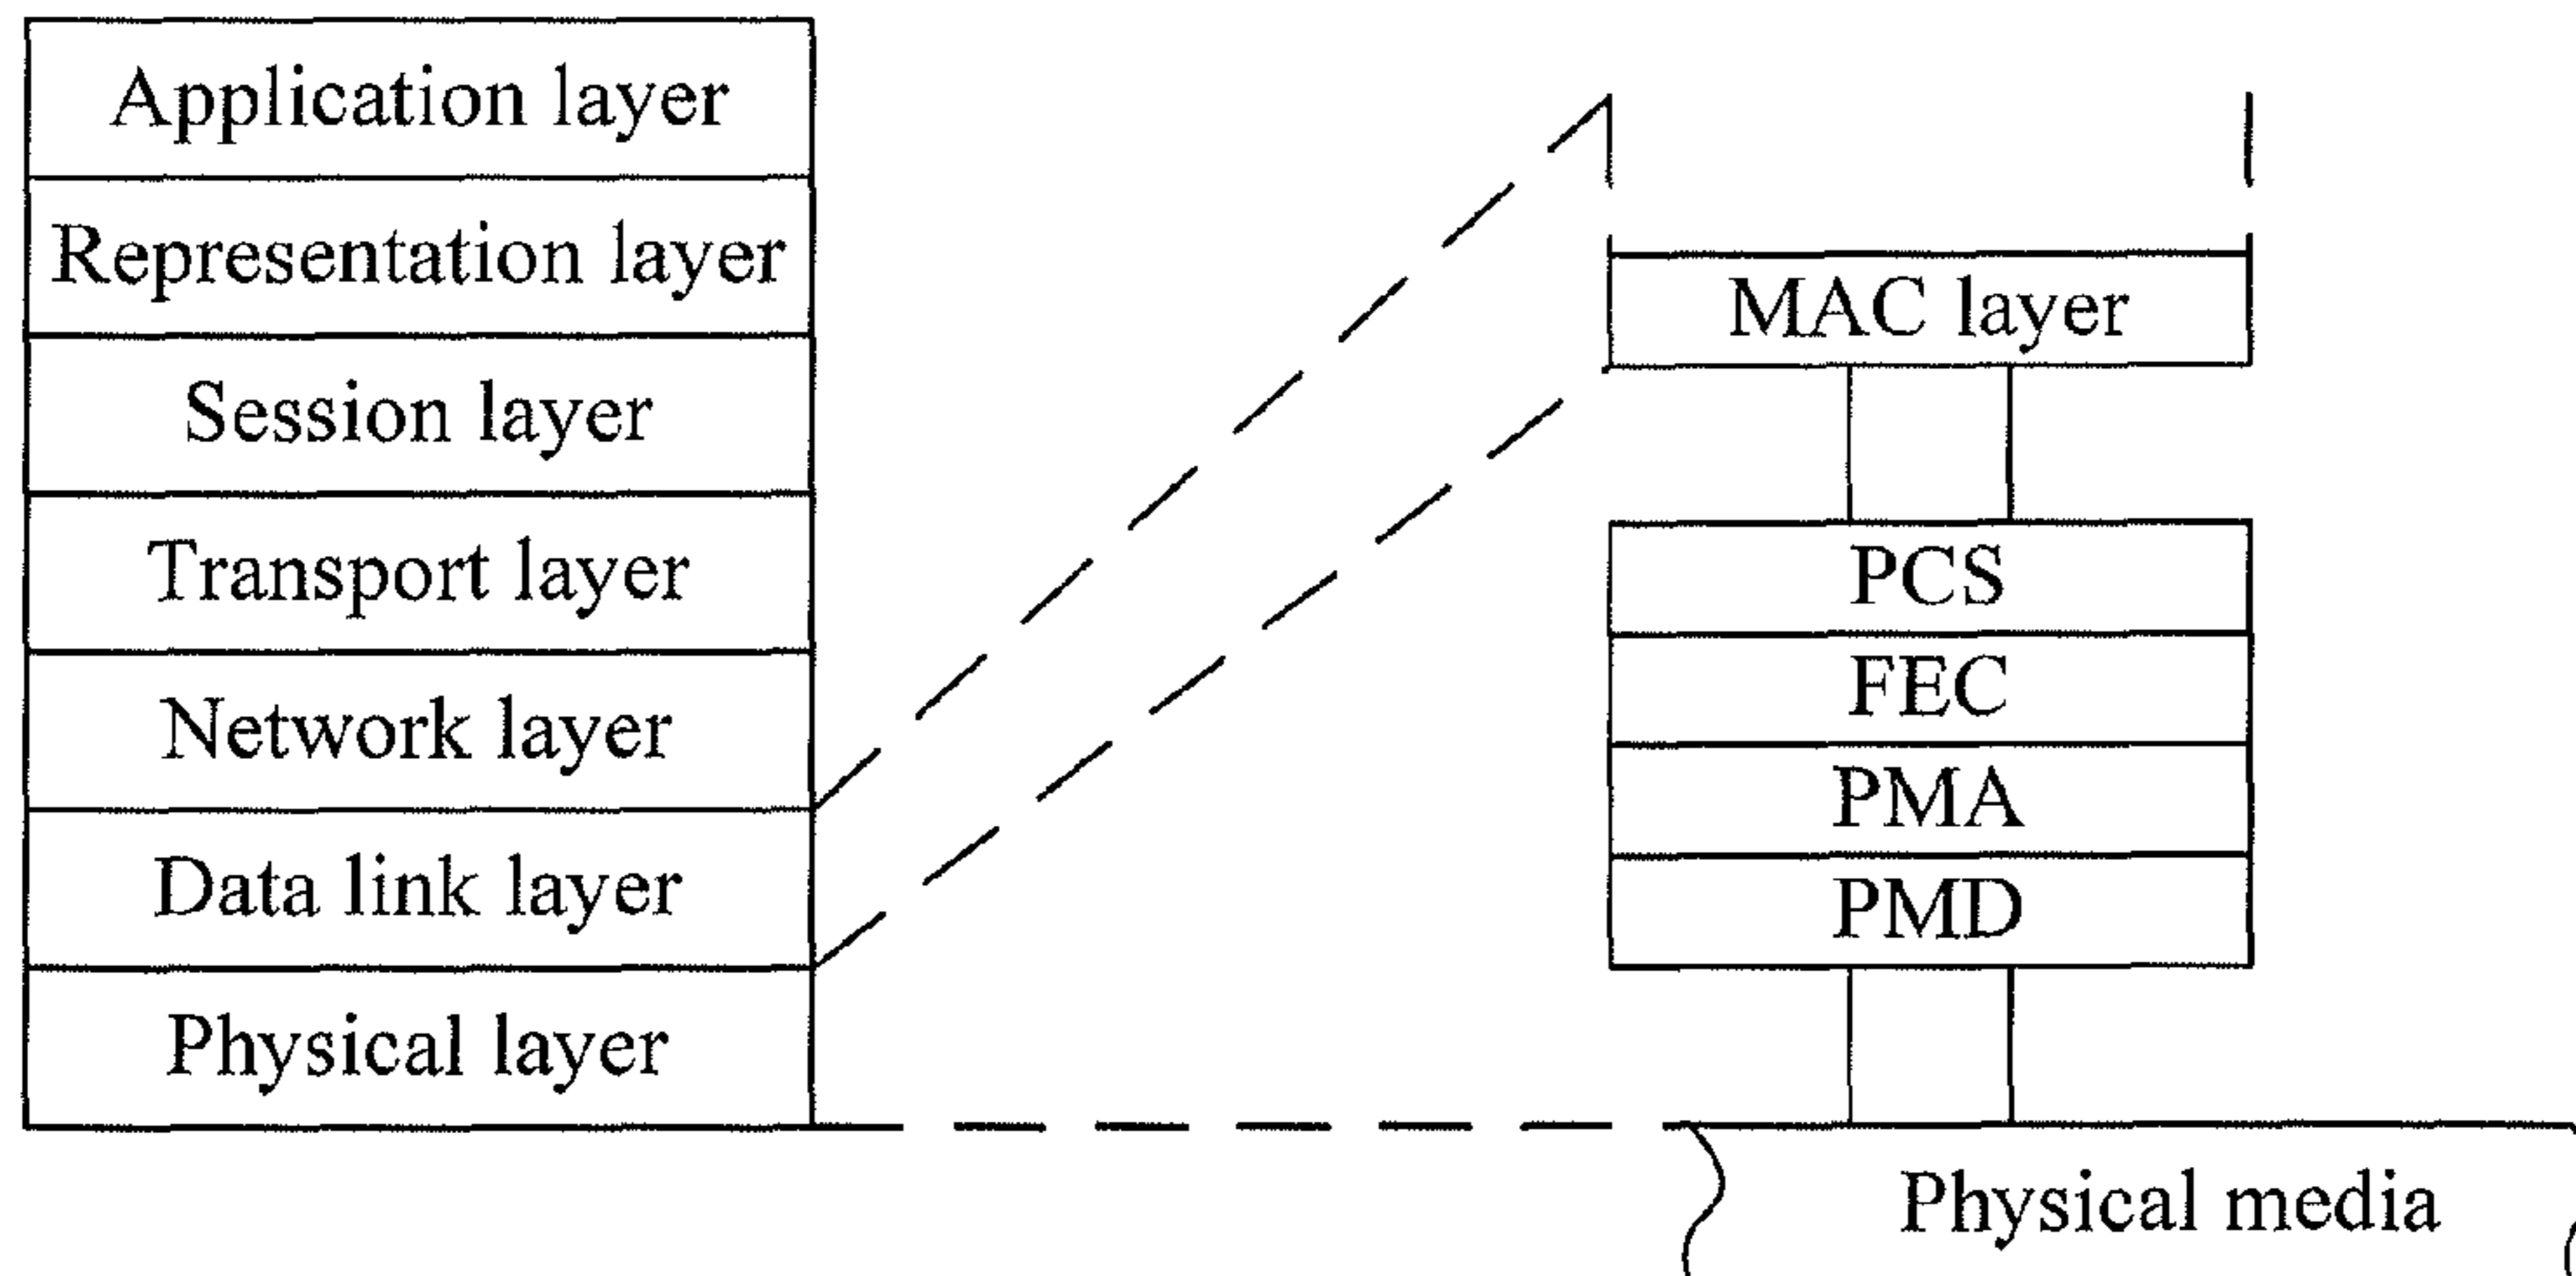 Application layer
Representation layer
Session layer
Transport layer
Network layer
Data link layer
Physical layer
MAC layer
PCS
FEC
PMA
PMD
Physical media